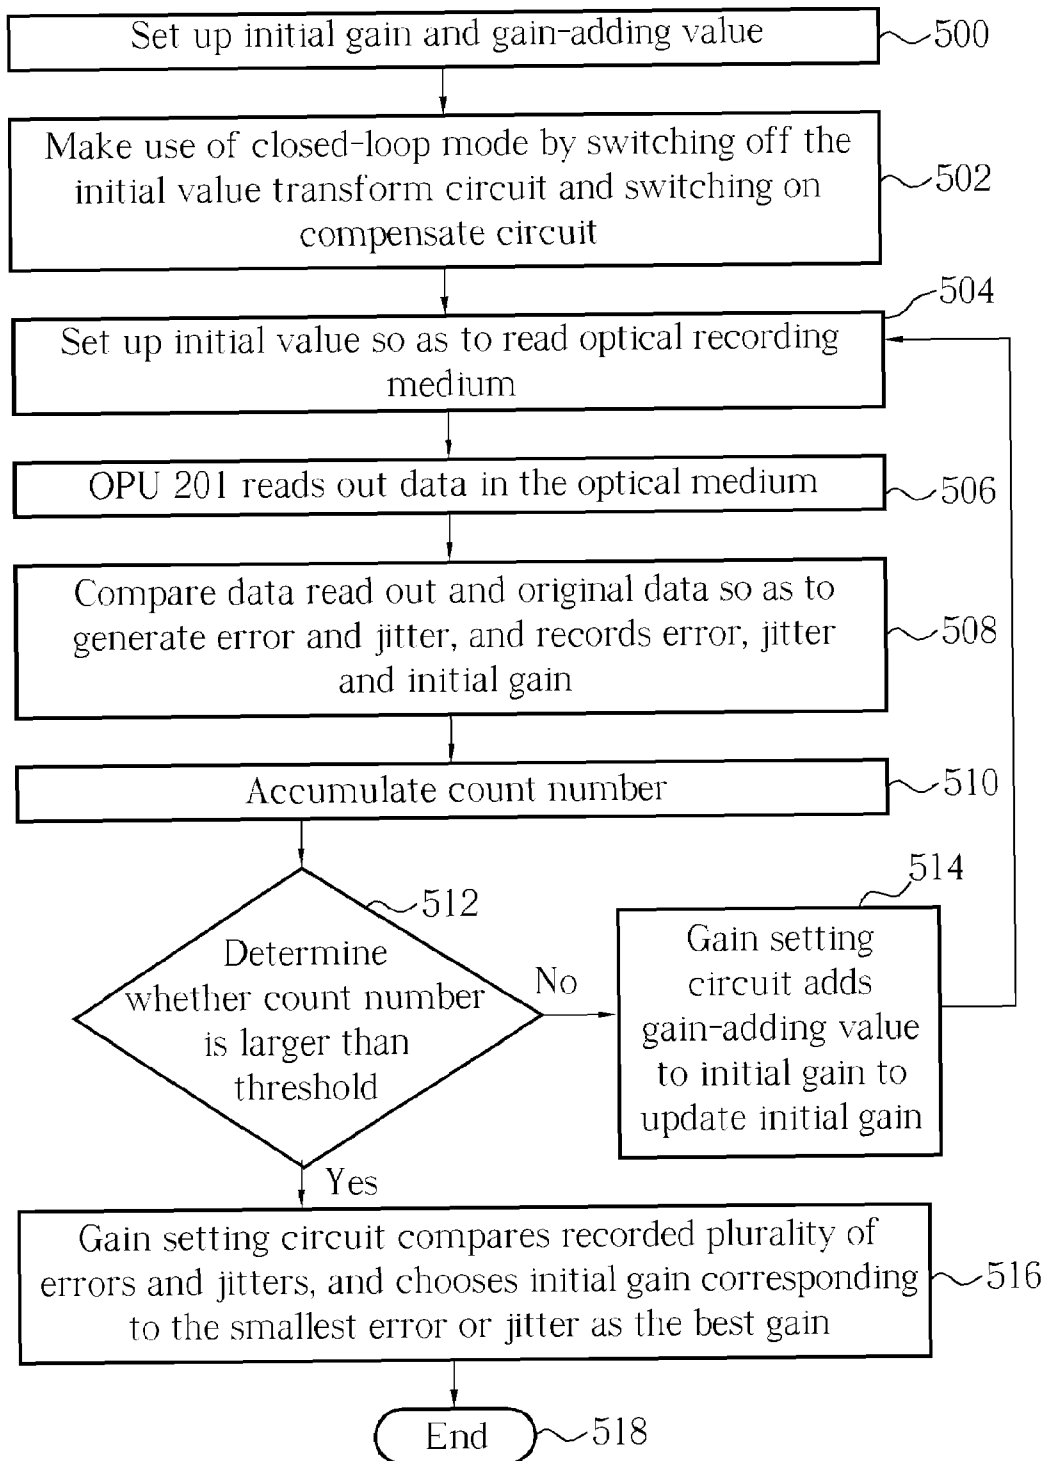 Set up initial gain and gain-adding value
500
Make use of closed-loop mode by switching off the
initial value transform circuit and switching on
compensate circuit
502
504
Set up initial value so as to read optical recording
medium
OPU 201 reads out data in the optical medium
506
Compare data read out and original data so as to
generate error and jitter, and records error, jitter
and initial gain
508
Accumulate count number
510
512
Determine
whether count number
is larger than
threshold
No
514
Gain setting
circuit adds
gain-adding value
to initial gain to
update initial gain
Yes
Gain setting circuit compares recorded plurality of
errors and jitters, and chooses initial gain corresponding
to the smallest error or jitter as the best gain
516
End
518